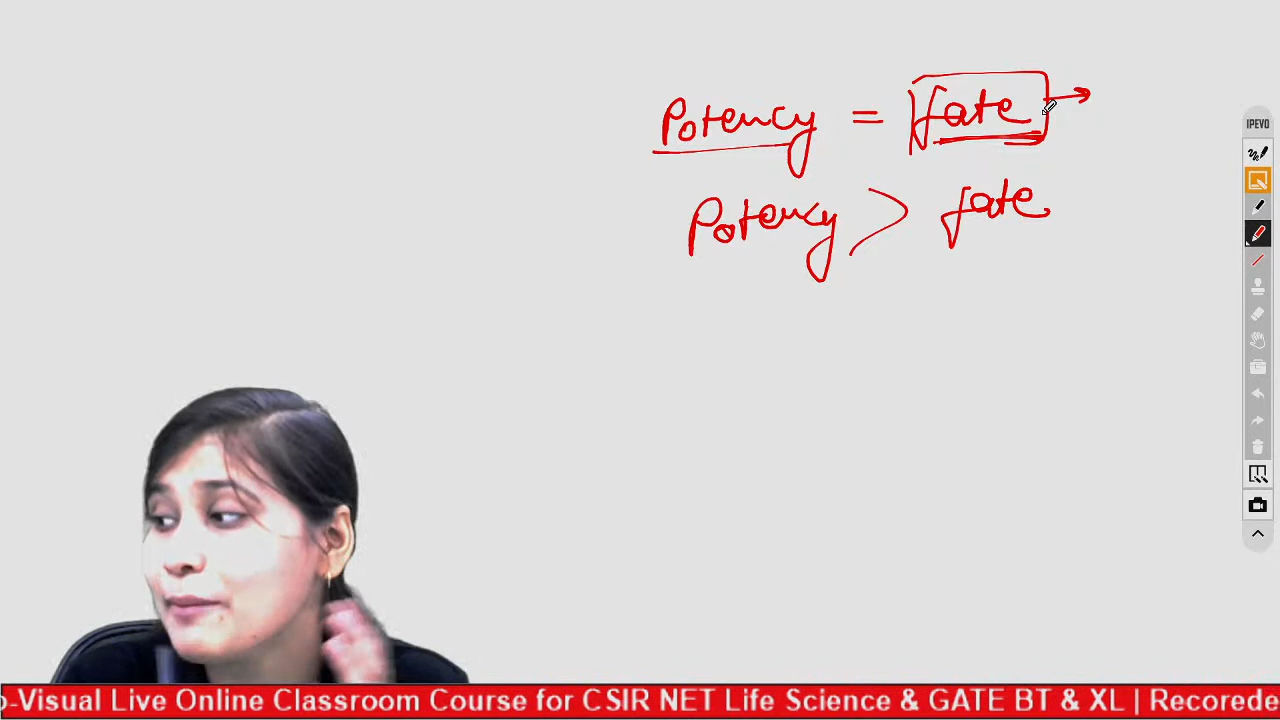 Potency = fate
Potency > fate
IPEVO
o-Visual Live Online Classroom Course for CSIR NET Life Science & GATE BT & XL | Recorede